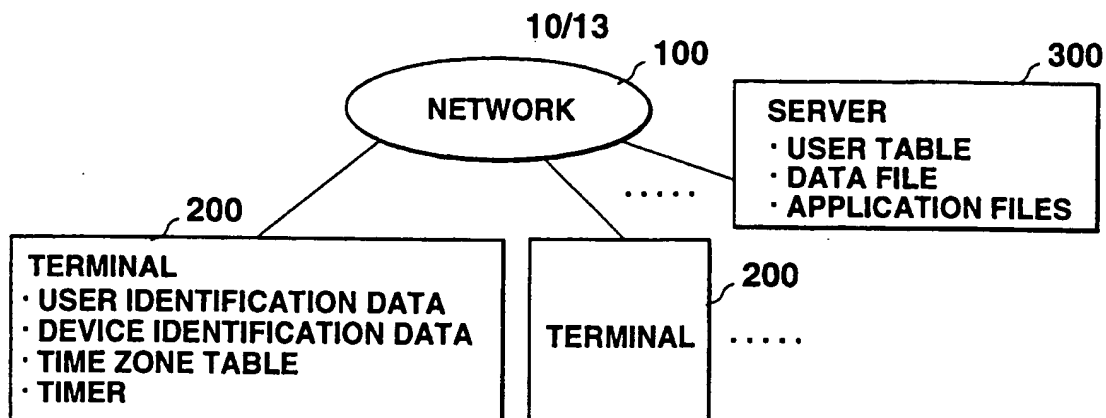 10/13
100
NETWORK
300
SERVER
· USER TABLE
· DATA FILE
· APPLICATION FILES
.....
200
TERMINAL
· USER IDENTIFICATION DATA
· DEVICE IDENTIFICATION DATA
· TIME ZONE TABLE
· TIMER
200
TERMINAL
.....